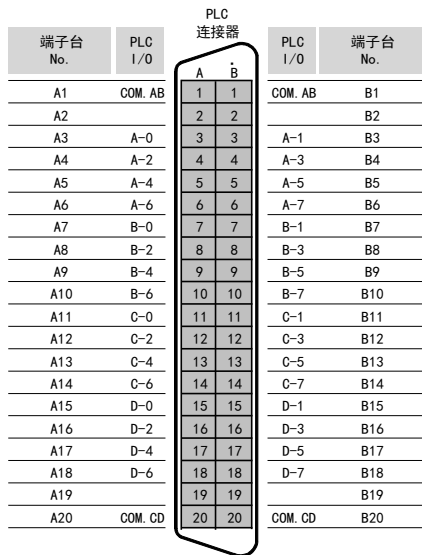 PLC
连接器
端子台 No. PLC I/O A B PLC I/O 端子台 No.
A1 COM. AB 1 1 COM. AB B1
A2 2 2 B2
A3 A-0 3 3 A-1 B3
A4 A-2 4 4 A-3 B4
A5 A-4 5 5 A-5 B5
A6 A-6 6 6 A-7 B6
A7 B-0 7 7 B-1 B7
A8 B-2 8 8 B-3 B8
A9 B-4 9 9 B-5 B9
A10 B-6 10 10 B-7 B10
A11 C-0 11 11 C-1 B11
A12 C-2 12 12 C-3 B12
A13 C-4 13 13 C-5 B13
A14 C-6 14 14 C-7 B14
A15 D-0 15 15 D-1 B15
A16 D-2 16 16 D-3 B16
A17 D-4 17 17 D-5 B17
A18 D-6 18 18 D-7 B18
A19 19 19 B19
A20 COM. CD 20 20 COM. CD B20